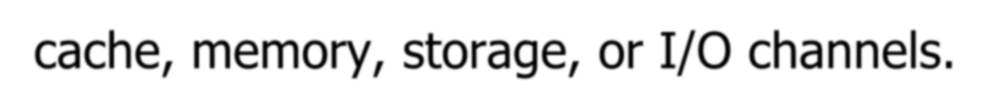 cache, memory, storage, or I/O channels.